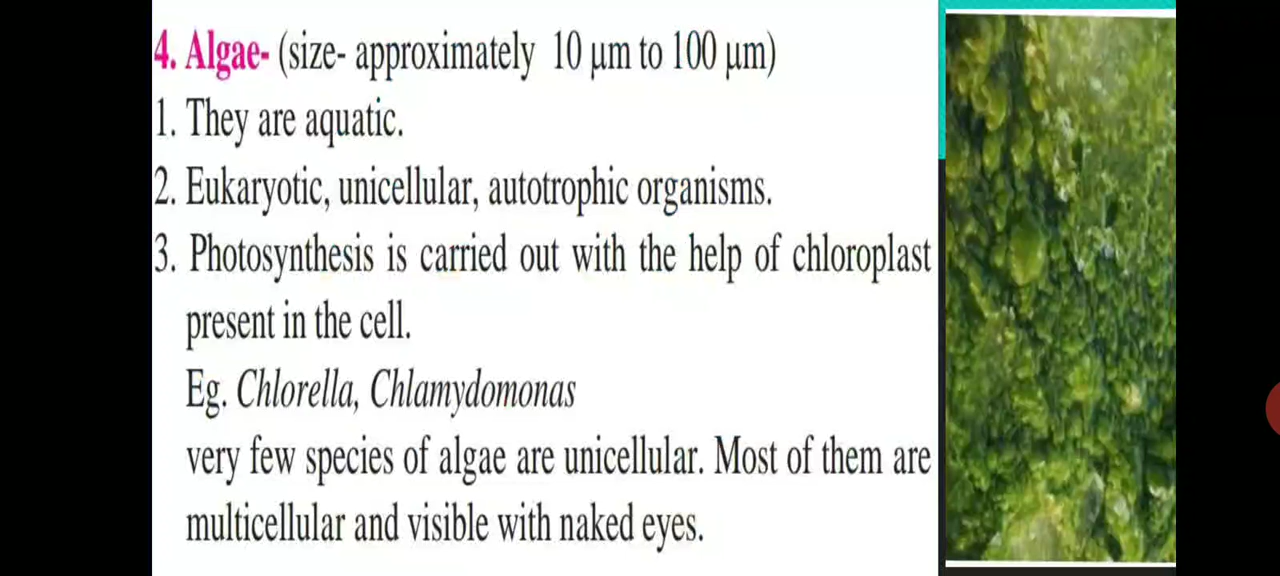 4. Algae- (size- approximately 10 μm to 100 μm)
1. They are aquatic.
2. Eukaryotic, unicellular, autotrophic organisms.
3. Photosynthesis is carried out with the help of chloroplast
present in the cell.
Eg. Chlorella, Chlamydomonas
very few species of algae are unicellular. Most of them are
multicellular and visible with naked eyes.